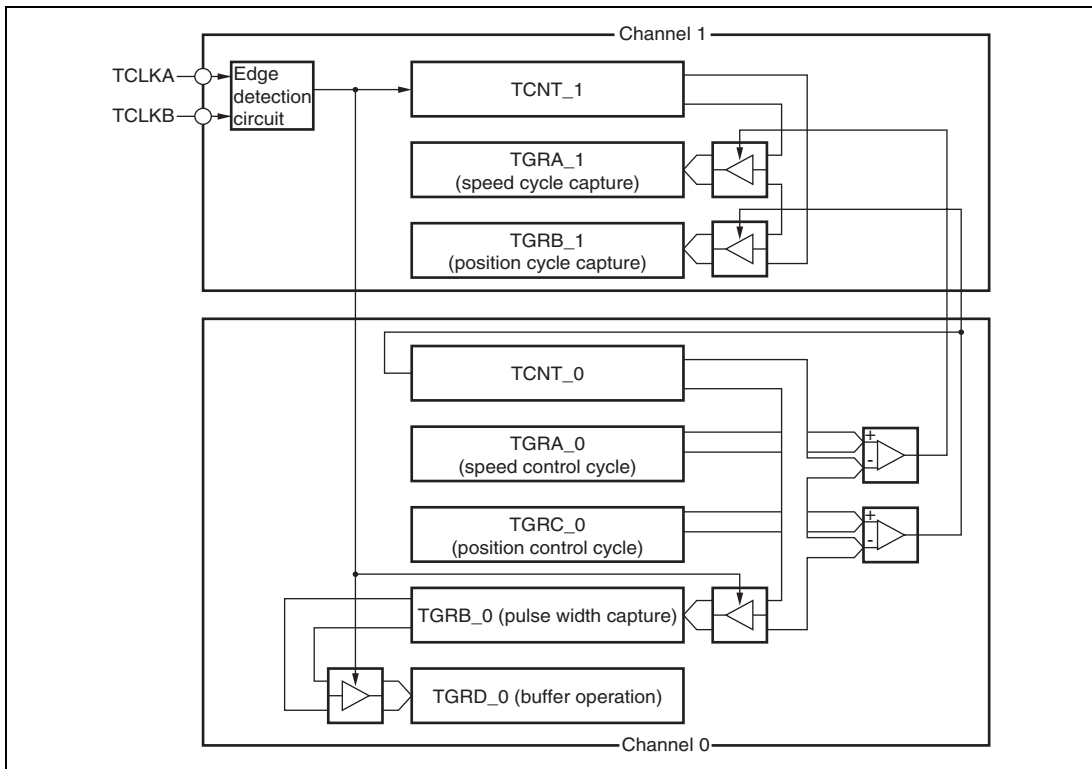 Channel 1
TCLKA
TCLKB
Edge
detection
circuit
TCNT_1
TGRA_1
(speed cycle capture)
TGRB_1
(position cycle capture)
TCNT_0
TGRA_0
(speed control cycle)
+
-
TGRC_0
(position control cycle)
+
-
TGRB_0 (pulse width capture)
TGRD_0 (buffer operation)
Channel 0